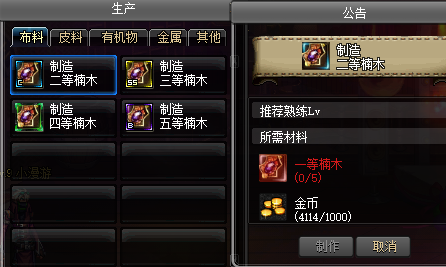 生产
布料 皮料 有机物 金属 其他
制造
二等楠木
制造
三等楠木
制造
四等楠木
制造
五等楠木
公告
制造
二等楠木
推荐熟练Lv
所需材料
一等楠木
(0/5)
金币
(4114/1000)
制作 取消